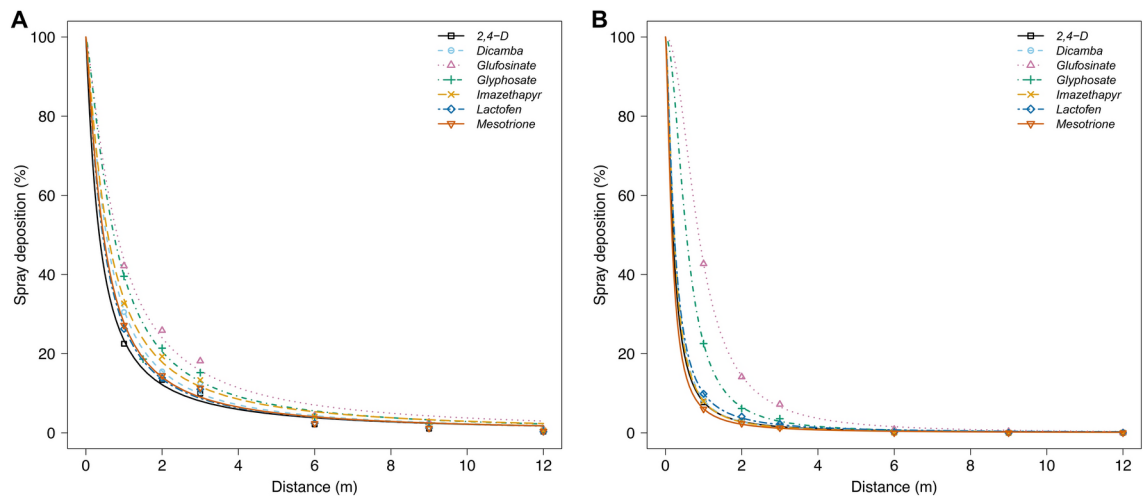 A
Spray deposition (%)
100
80
60
40
20
0
2,4−D
Dicamba
Glufosinate
Glyphosate
Imazethapyr
Lactofen
Mesotrione
0 2 4 6 8 10 12
Distance (m)
B
Spray deposition (%)
100
80
60
40
20
0
2,4−D
Dicamba
Glufosinate
Glyphosate
Imazethapyr
Lactofen
Mesotrione
0 2 4 6 8 10 12
Distance (m)